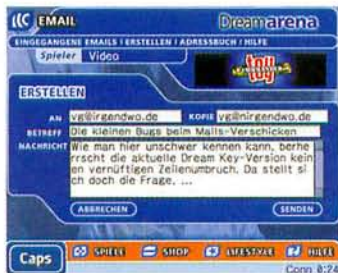 EMAIL
Dreamarena
EINGEGANGENE EMAILS | ERSTELLEN | ADRESSBUCH | HILFE
Spieler Video
toy
ERSTELLEN
AN vg@irgendwo.de KOPIE vg@nirgendwo.de
BETREFF Die kleinen Bugs beim Mails-Verschicken
NACHRICHT Wie man hier unschwer kennen kann, behe
rrscht die aktuelle Dream Key-Version kein
en vernüftigen Zeilenumbruch. Da stellt si
ch doch die Frage, ...
ABBRECHEN SENDEN
Caps SPIELE SHOP LIFESTYLE HILFE
Conn 0:24